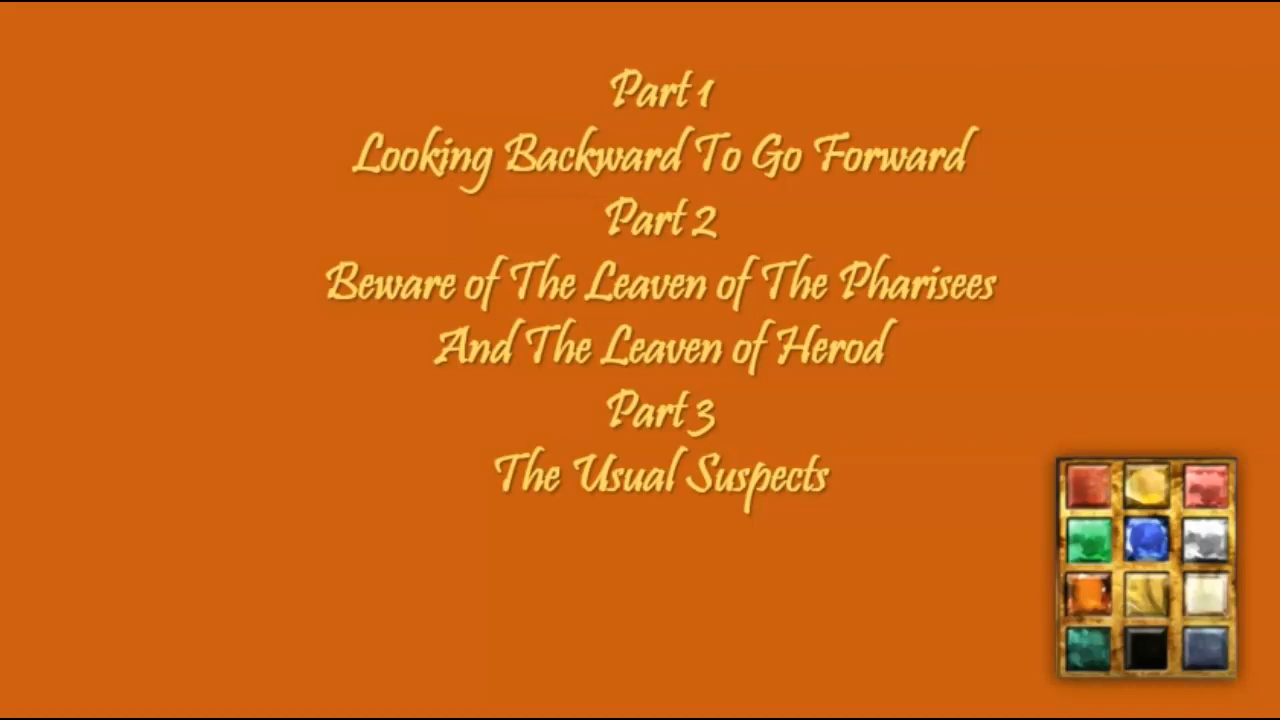 Part 1
Looking Backward To Go Forward
Part 2
Beware of The Leaven of The Pharisees
And The Leaven of Herod
Part 3
The Usual Suspects